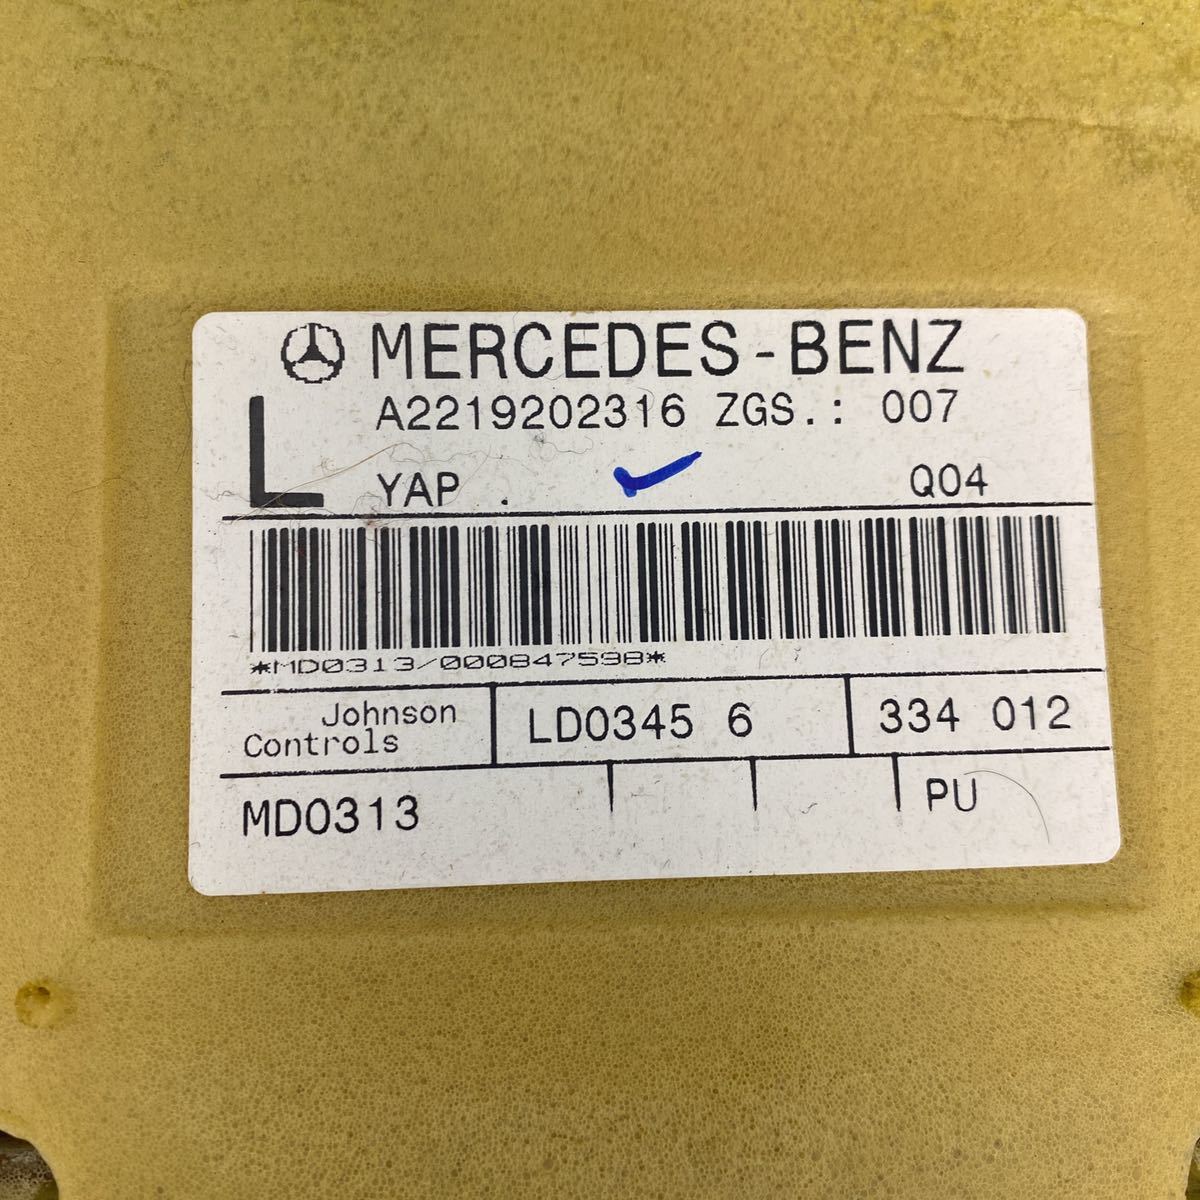 MERCEDES-BENZ
L A2219202316 ZGS.: 007
YAP . Q04
*MD0313/000847598*
Johnson Controls LD0345 6 334 012
MD0313 PU